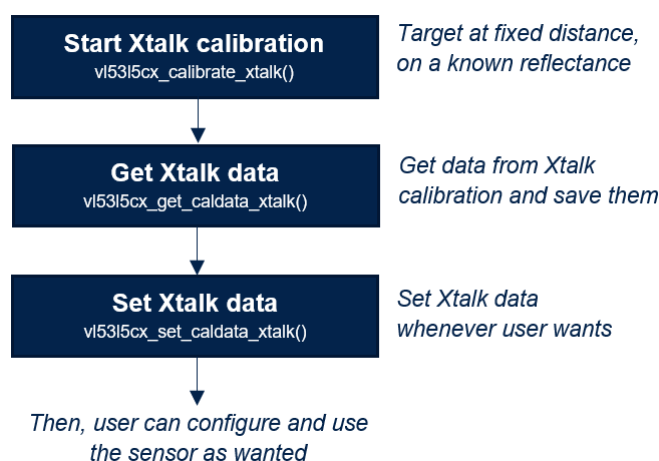 Start Xtalk calibration
vl53l5cx_calibrate_xtalk()
Target at fixed distance,
on a known reflectance
Get Xtalk data
vl53l5cx_get_caldata_xtalk()
Get data from Xtalk
calibration and save them
Set Xtalk data
vl53l5cx_set_caldata_xtalk()
Set Xtalk data
whenever user wants
Then, user can configure and use
the sensor as wanted